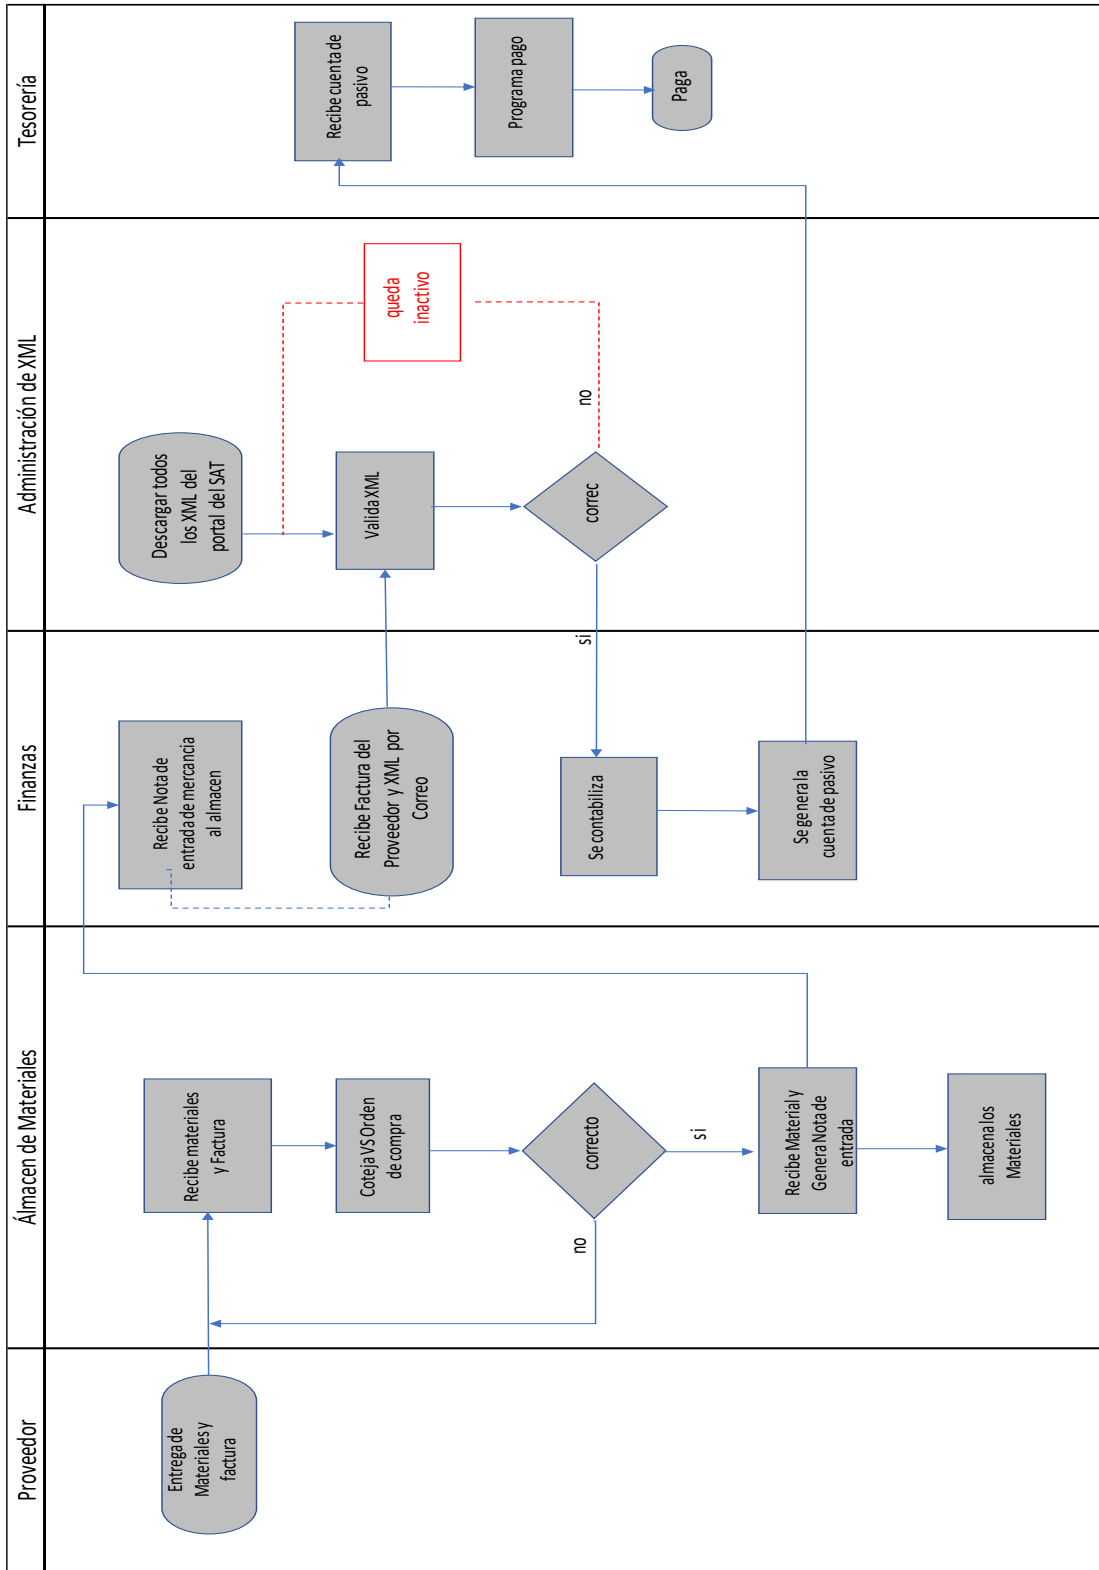 Proveedor
Álmacen de Materiales
Finanzas
Administración de XML
Tesorería
Entrega de
Materiales y
factura
Recibe materiales
y Factura
Coteja VS Orden
de compra
correcto
no
si
Recibe Material y
Genera Nota de
entrada
almacena los
Materiales
Recibe Nota de
entrada de mercancia
al almacen
Recibe Factura del
Proveedor y XML por
Correo
Se contabiliza
Se genera la
cuenta de pasivo
Descargar todos
los XML del
portal del SAT
Valida XML
correc
si
no
queda
inactivo
Recibe cuenta de
pasivo
Programa pago
Paga